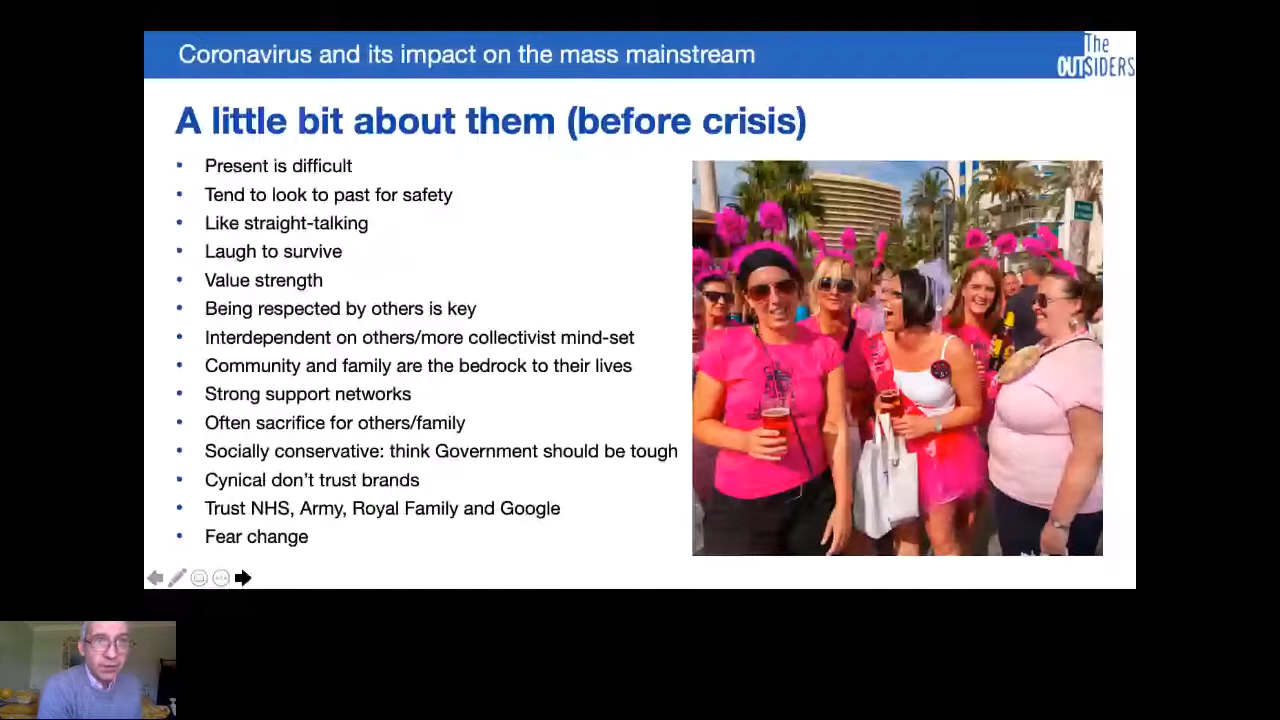 Coronavirus and its impact on the mass mainstream
The
OUTSIDERS
A little bit about them (before crisis)
• Present is difficult
• Tend to look to past for safety
• Like straight-talking
• Laugh to survive
• Value strength
• Being respected by others is key
• Interdependent on others/more collectivist mind-set
• Community and family are the bedrock to their lives
• Strong support networks
• Often sacrifice for others/family
• Socially conservative: think Government should be tough
• Cynical don’t trust brands
• Trust NHS, Army, Royal Family and Google
• Fear change